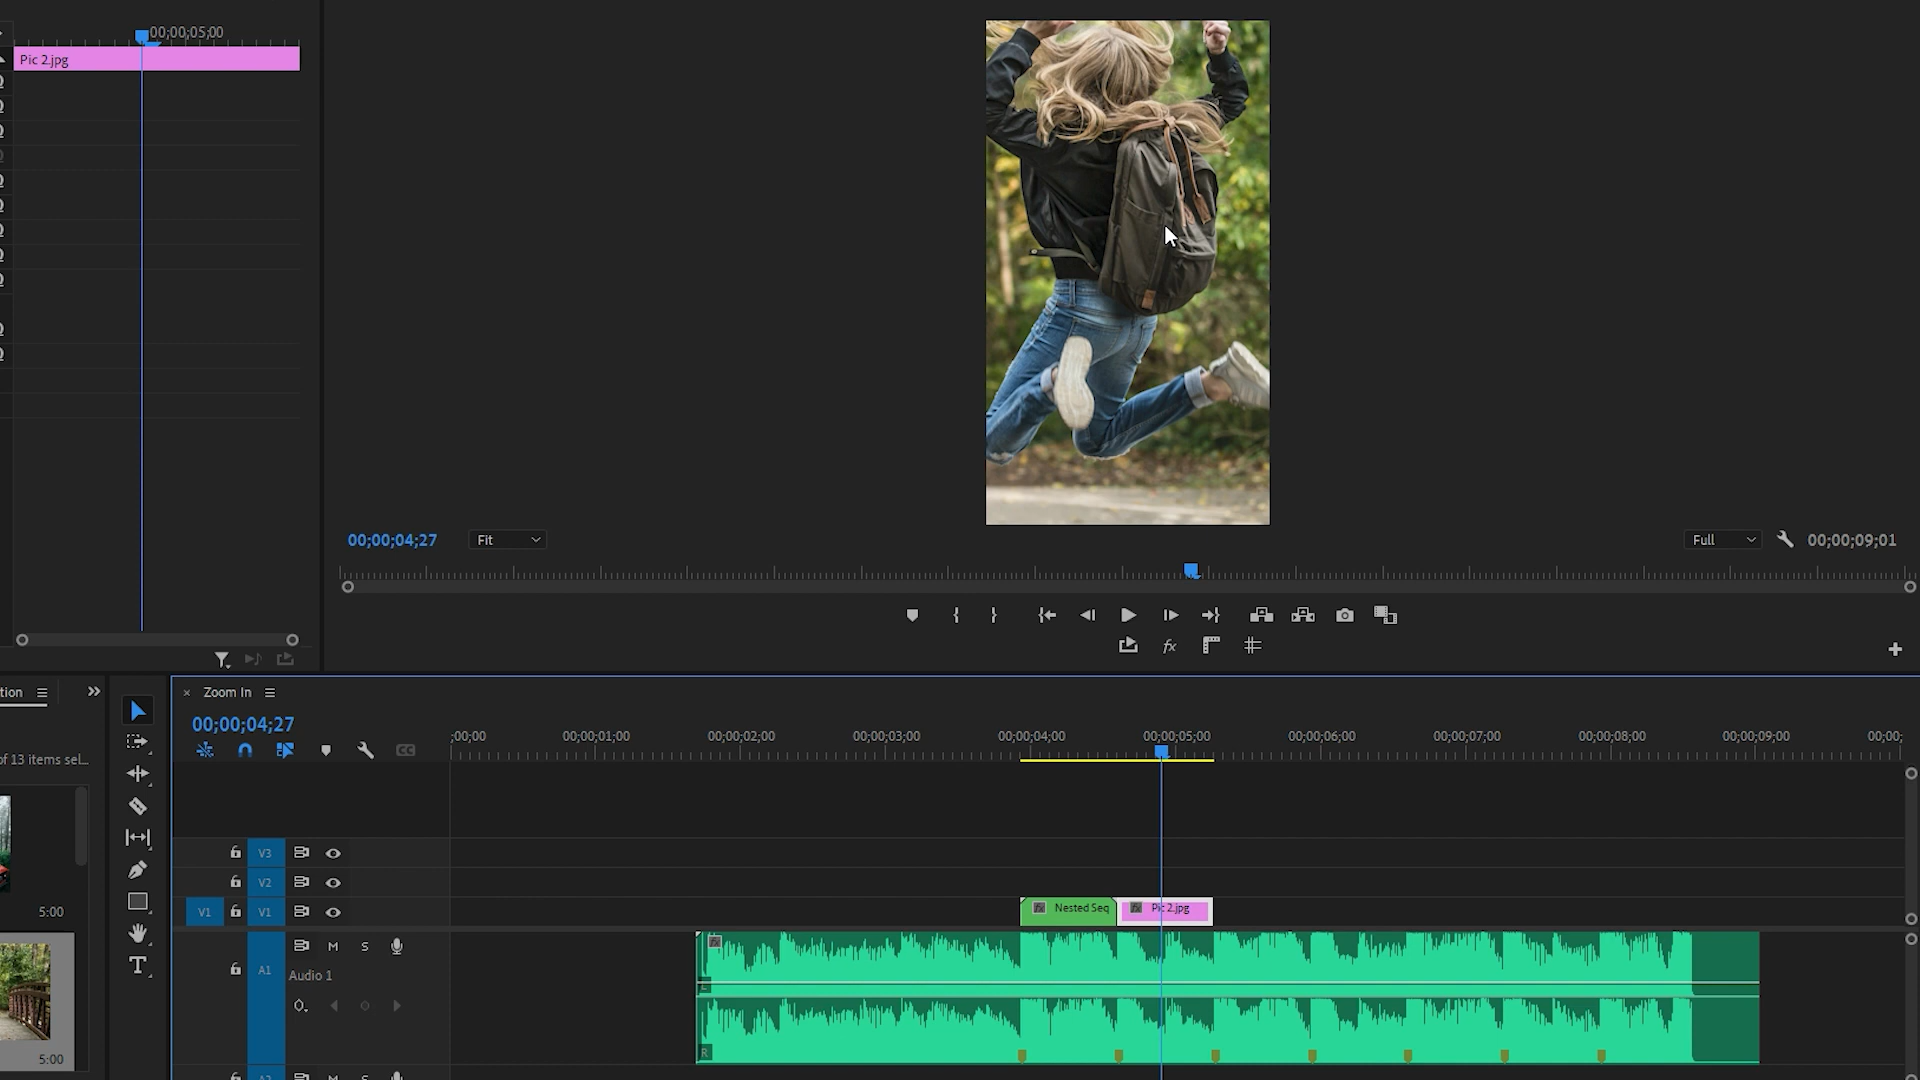 00;00;05;00
Pic 2.jpg
00;00;04;27
Fit
Full
00;00;09;01
tion
Zoom In
00;00;04;27
;00;00
00;00;01;00
00;00;02;00
00;00;03;00
00;00;04;00
00;00;05;00
00;00;06;00
00;00;07;00
00;00;08;00
00;00;09;00
00;00;
of 13 items sel...
V3
V2
5:00
V1
V1
Nested Seq
Pic 2.jpg
M
S
A1
Audio 1
L
R
5:00
A2
M
S
T
fx
CC